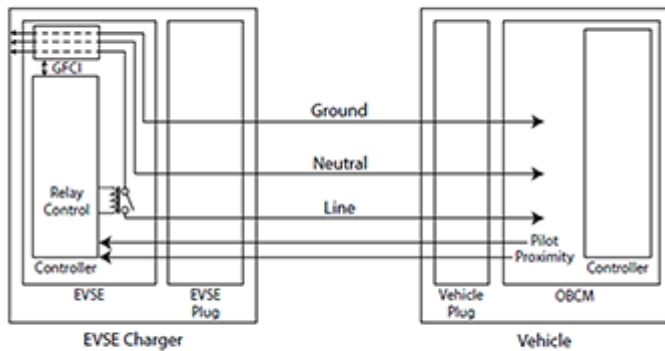 GFCI
Ground
Neutral
Line
Relay
Control
Pilot
Proximity
Controller
Controller
EVSE
EVSE
Plug
Vehicle
Plug
OBCM
EVSE Charger
Vehicle